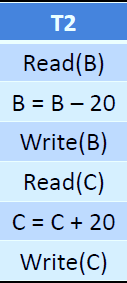 T2
Read(B)
B = B – 20
Write(B)
Read(C)
C = C + 20
Write(C)